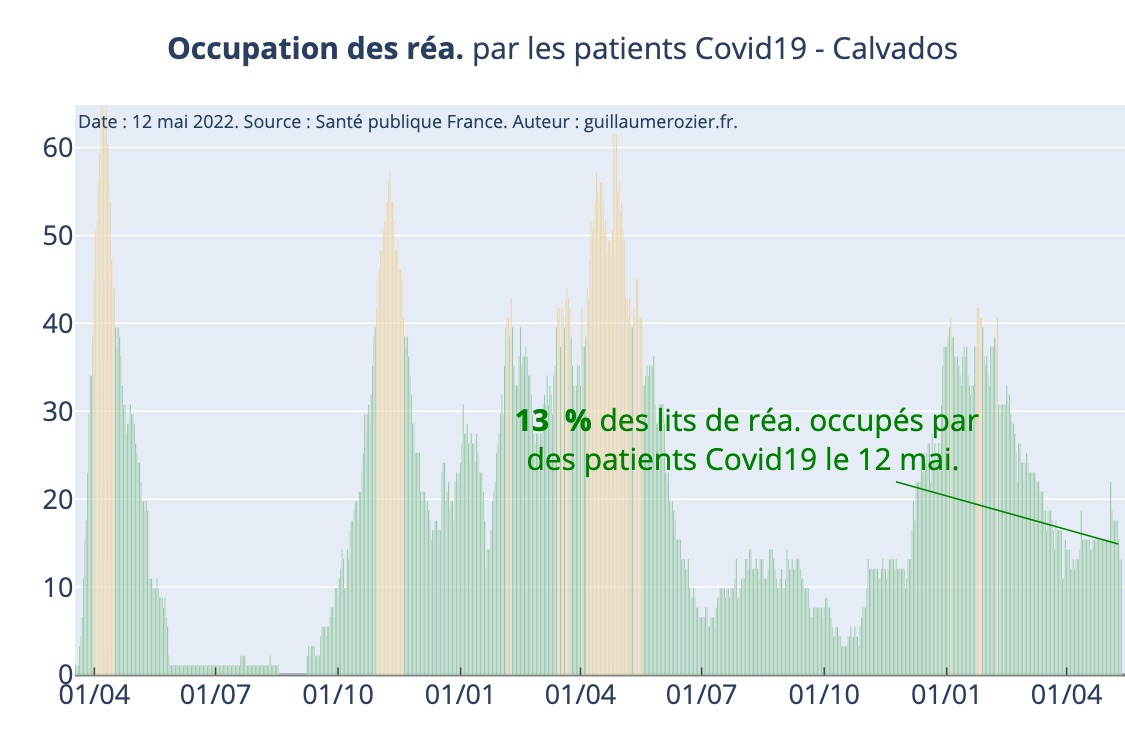 Occupation des réa. par les patients Covid19 - Calvados
Date : 12 mai 2022. Source : Santé publique France. Auteur : guillaumerozier.fr.
60
50
40
30
20
10
0
13 % des lits de réa. occupés par
des patients Covid19 le 12 mai.
01/04 01/07 01/10 01/01 01/04 01/07 01/10 01/01 01/04